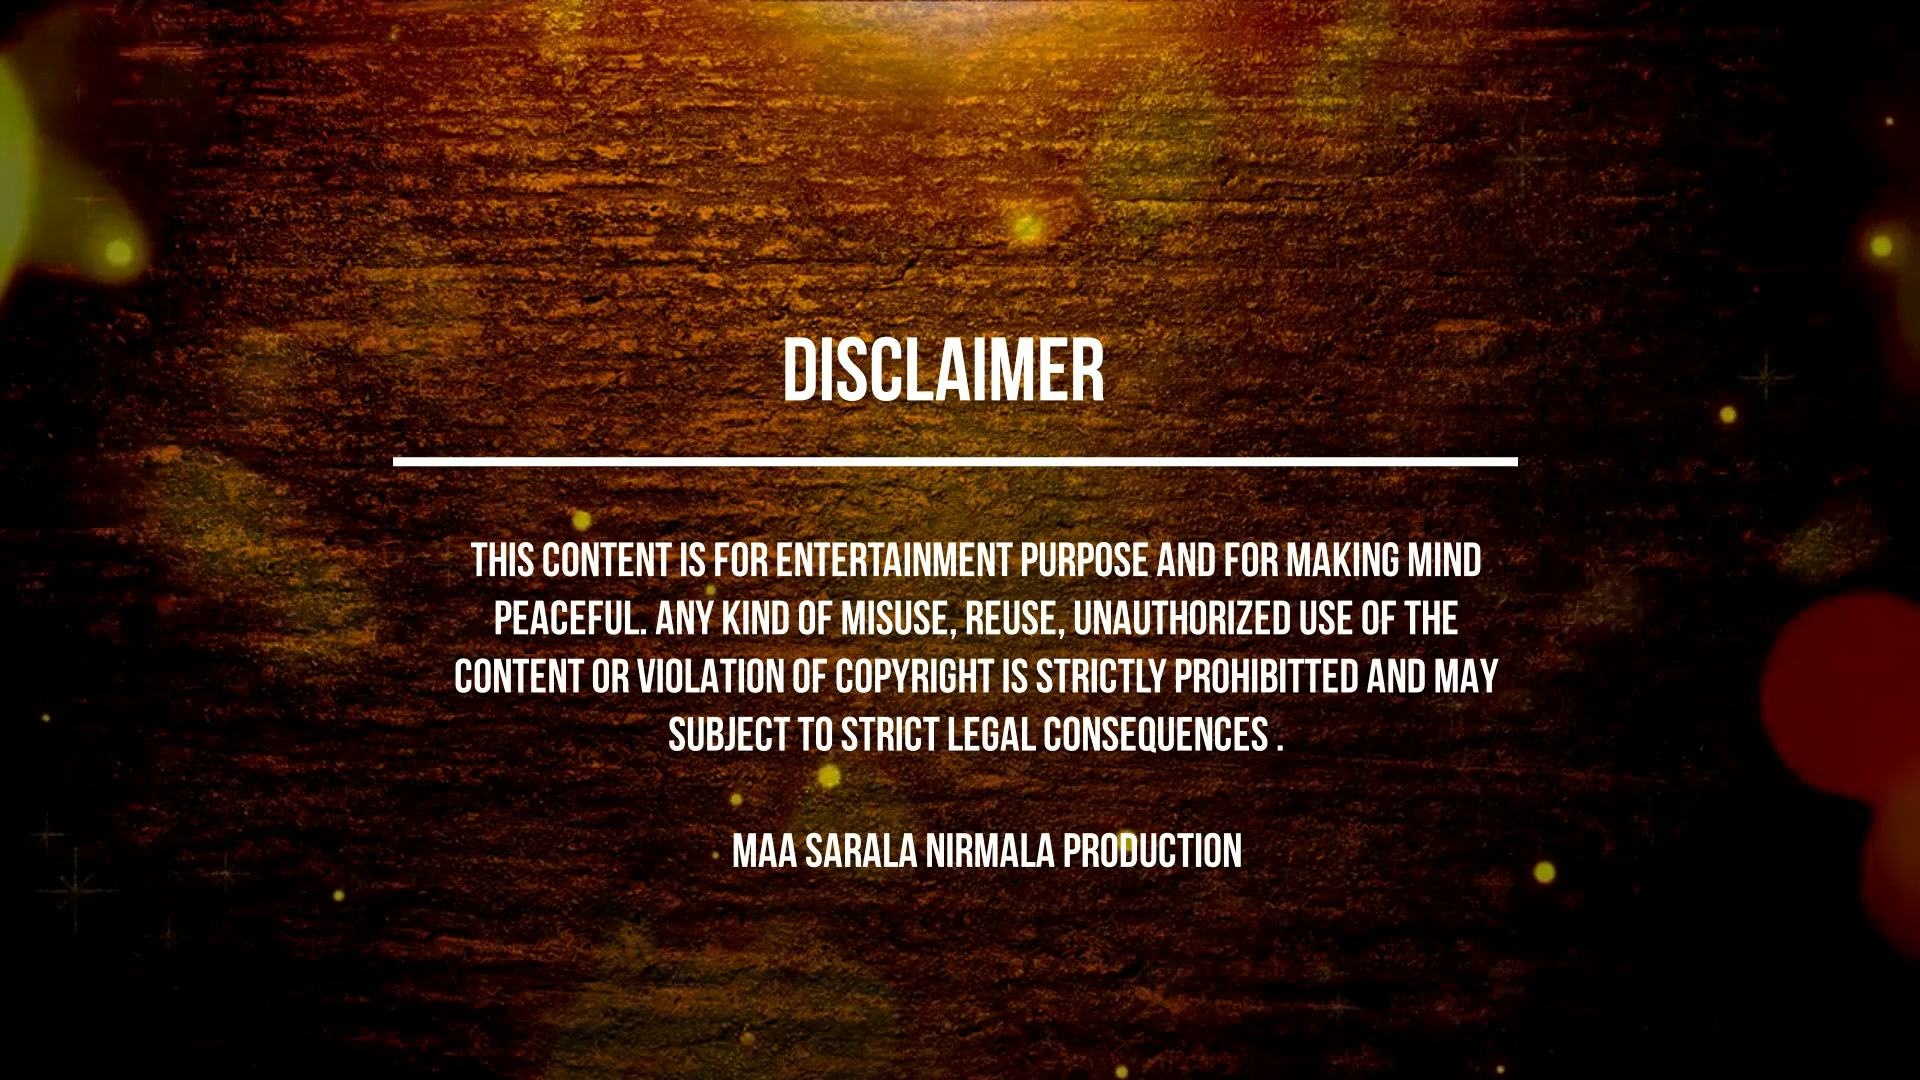 DISCLAIMER
THIS CONTENT IS FOR ENTERTAINMENT PURPOSE AND FOR MAKING MIND
PEACEFUL. ANY KIND OF MISUSE, REUSE, UNAUTHORIZED USE OF THE
CONTENT OR VIOLATION OF COPYRIGHT IS STRICTLY PROHIBITTED AND MAY
SUBJECT TO STRICT LEGAL CONSEQUENCES .
MAA SARALA NIRMALA PRODUCTION